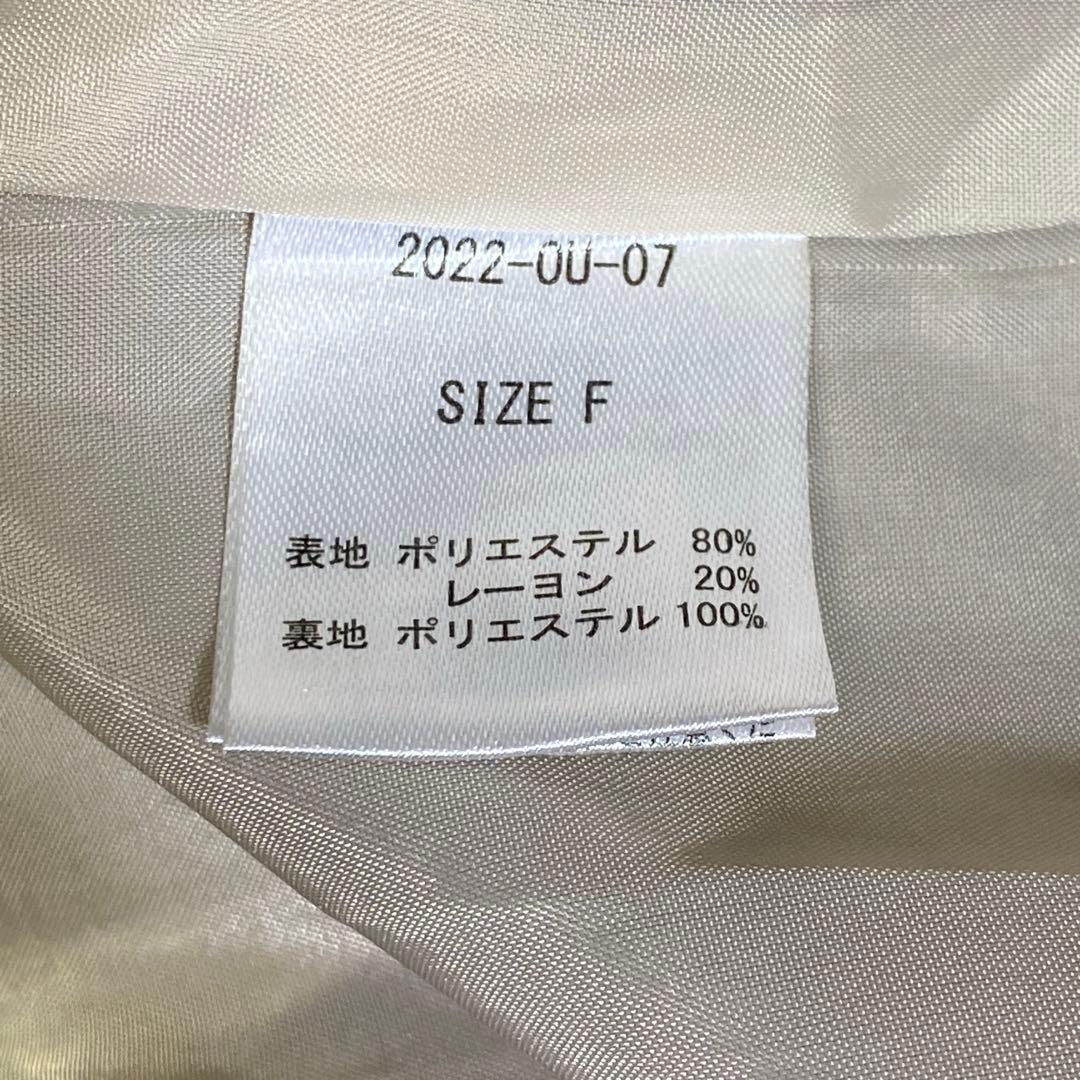 2022-OU-07
SIZE F
表地 ポリエステル 80%
レーヨン 20%
裏地 ポリエステル 100%